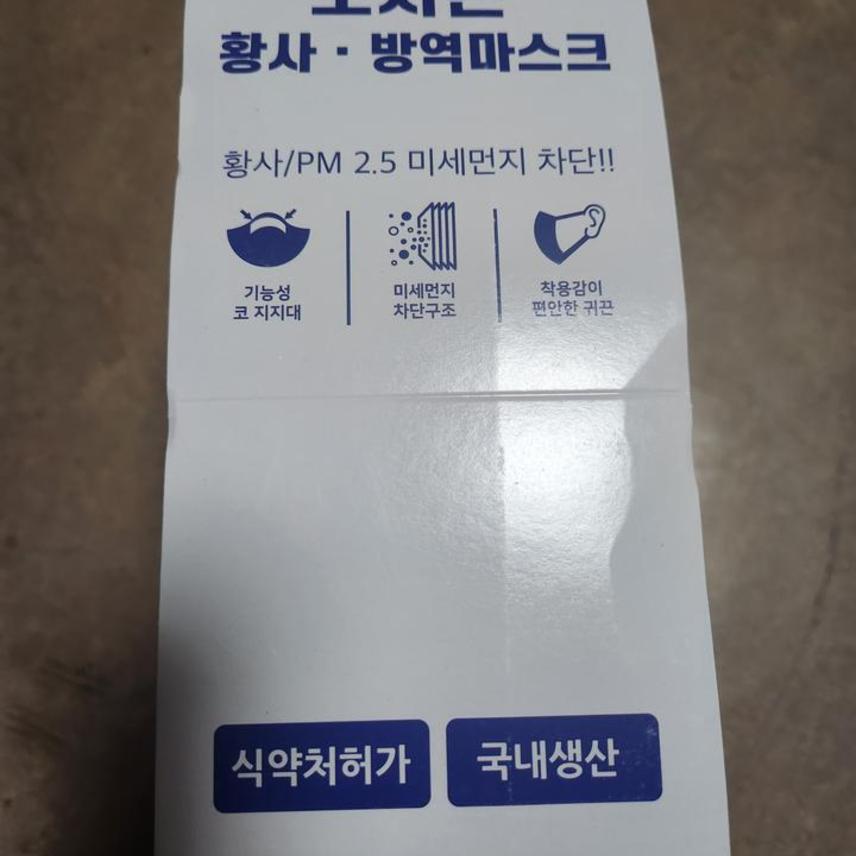 황사 · 방역마스크
황사/PM 2.5 미세먼지 차단!!
기능성
코 지지대
미세먼지
차단구조
착용감이
편안한 귀끈
식약처허가
국내생산